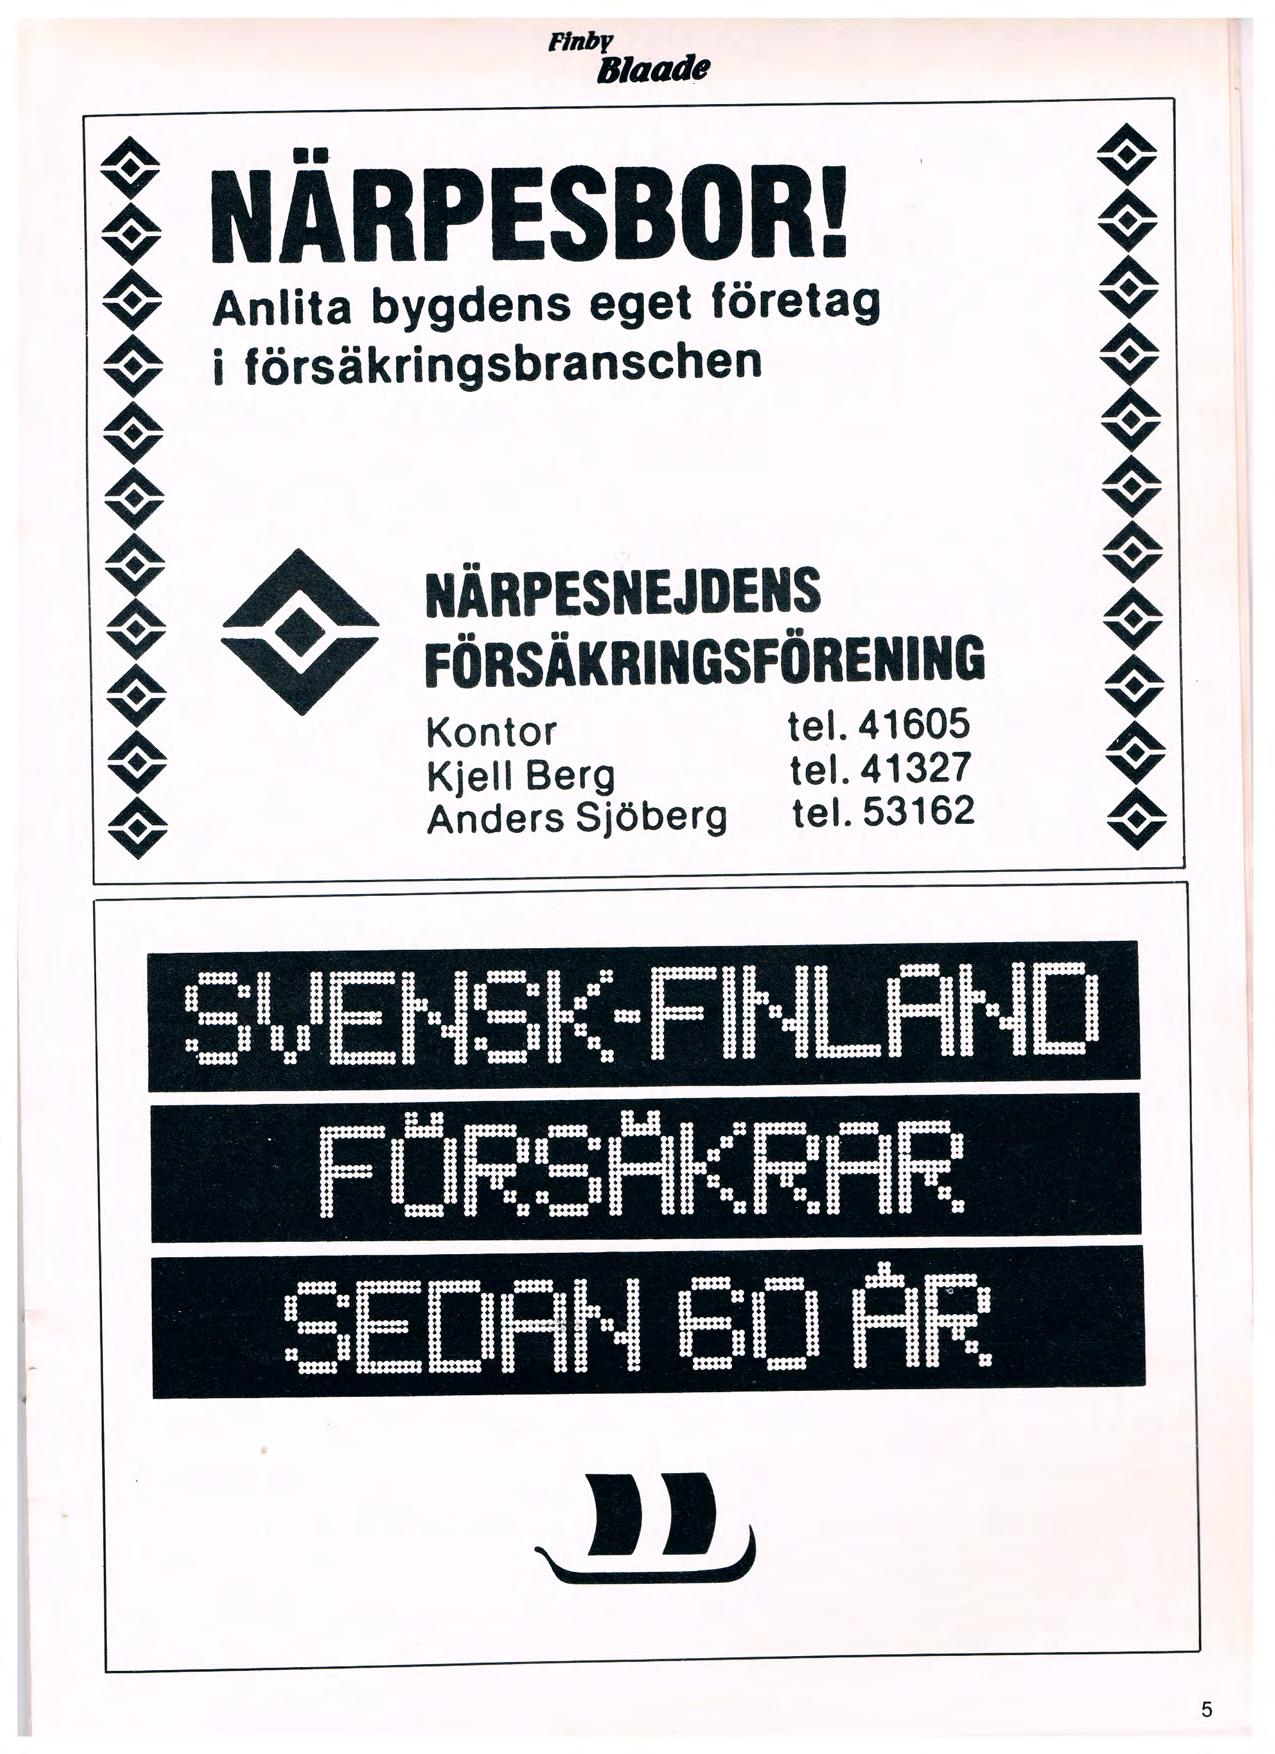 Finby
Blaade
NÄRPESBOR!
Anlita bygdens eget företag
i försäkringsbranschen
NÄRPESNEJDENS
FÖRSÄKRINGSFÖRENING
Kontor tel. 41605
Kjell Berg tel. 41327
Anders Sjöberg tel. 53162
SVENSK-FINLAND
FÖRSÄKRAR
SEDAN 60 ÅR
5